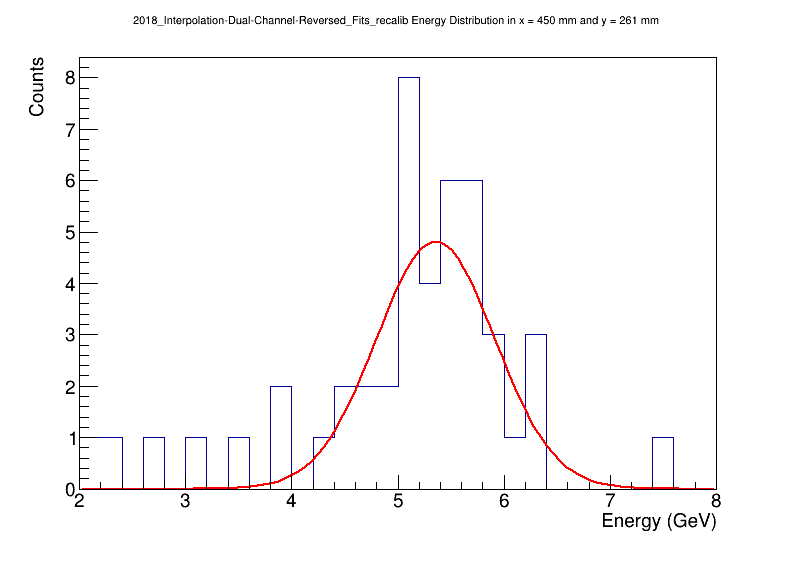 2018_Interpolation-Dual-Channel-Reversed_Fits_recalib Energy Distribution in x = 450 mm and y = 261 mm
Counts
8
7
6
5
4
3
2
1
0
2 3 4 5 6 7 8
Energy (GeV)